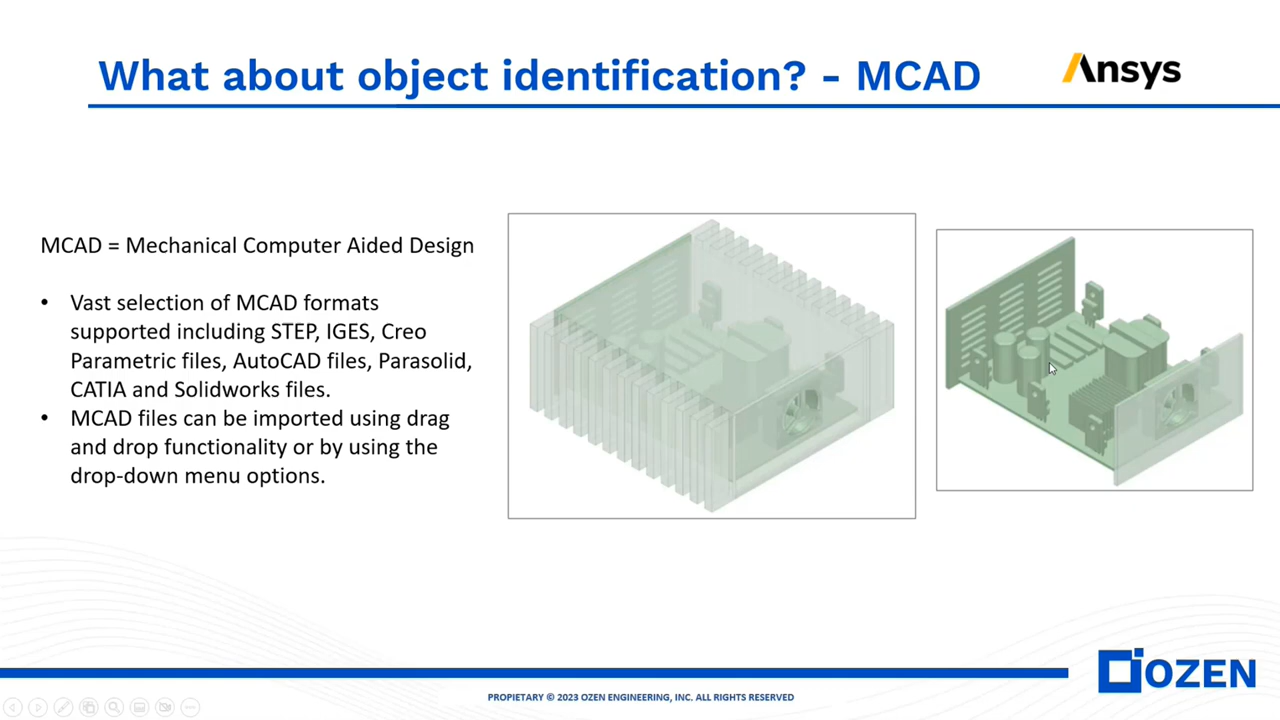 What about object identification? - MCAD
Ansys
MCAD = Mechanical Computer Aided Design
• Vast selection of MCAD formats
supported including STEP, IGES, Creo
Parametric files, AutoCAD files, Parasolid,
CATIA and Solidworks files.
• MCAD files can be imported using drag
and drop functionality or by using the
drop-down menu options.
OZEN
PROPIETARY © 2023 OZEN ENGINEERING, INC. ALL RIGHTS RESERVED